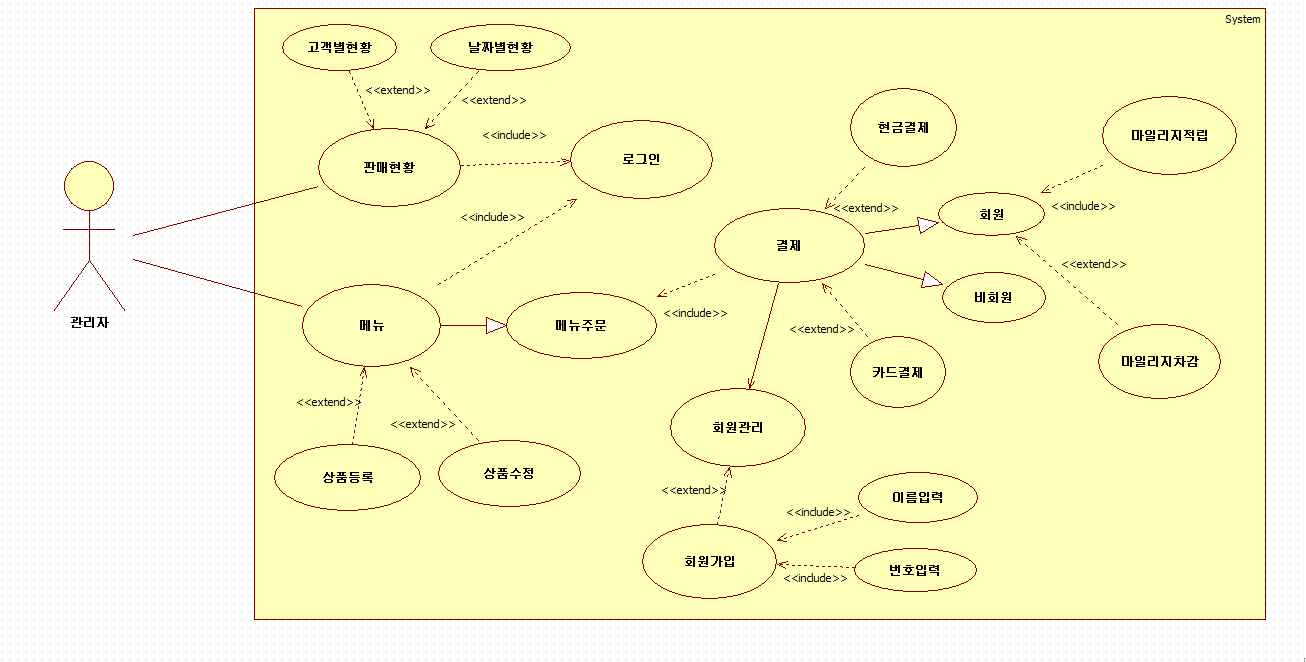 System
고객별현황
날짜별현황
<<extend>>
<<extend>>
<<include>>
판매현황
로그인
현금결제
마일리지적립
<<extend>>
<<include>>
회원
<<include>>
결제
<<extend>>
비회원
관리자
메뉴
메뉴주문
<<include>>
<<extend>>
카드결제
마일리지차감
<<extend>>
<<extend>>
상품등록
상품수정
회원관리
<<extend>>
이름입력
<<include>>
회원가입
번호입력
<<include>>